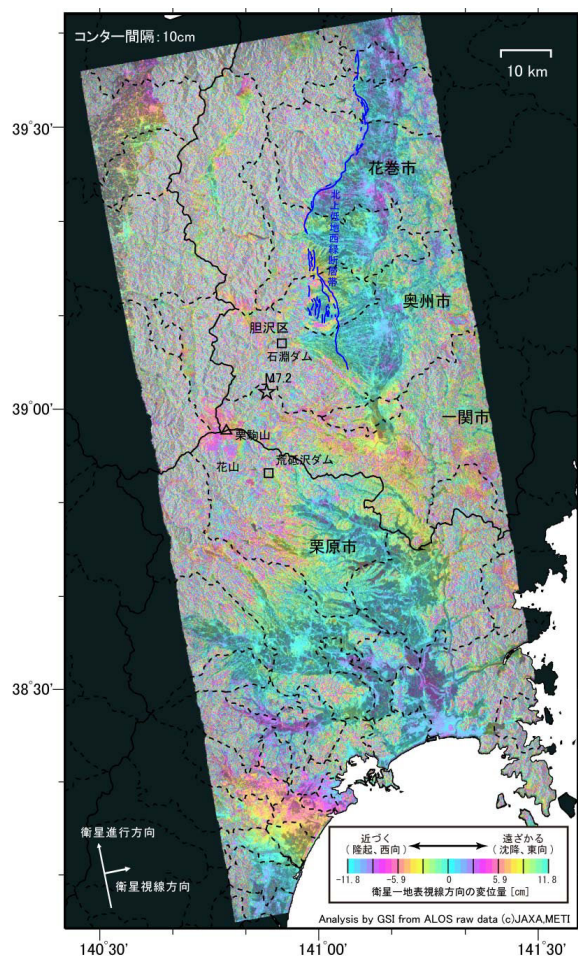 コンター間隔:10cm
10 km
39°30'
花巻市
北上低地西縁断層帯
奥州市
胆沢区
石淵ダム
M7.2
39°00'
一関市
栗駒山
花山
荒砥沢ダム
栗原市
38°30'
衛星進行方向
衛星視線方向
近づく
(隆起、西向)
遠ざかる
(沈降、東向)
-11.8 -5.9 0 5.9 11.8
衛星-地表視線方向の変位量 [cm]
Analysis by GSI from ALOS raw data (c)JAXA,METI
140°30' 141°00' 141°30'